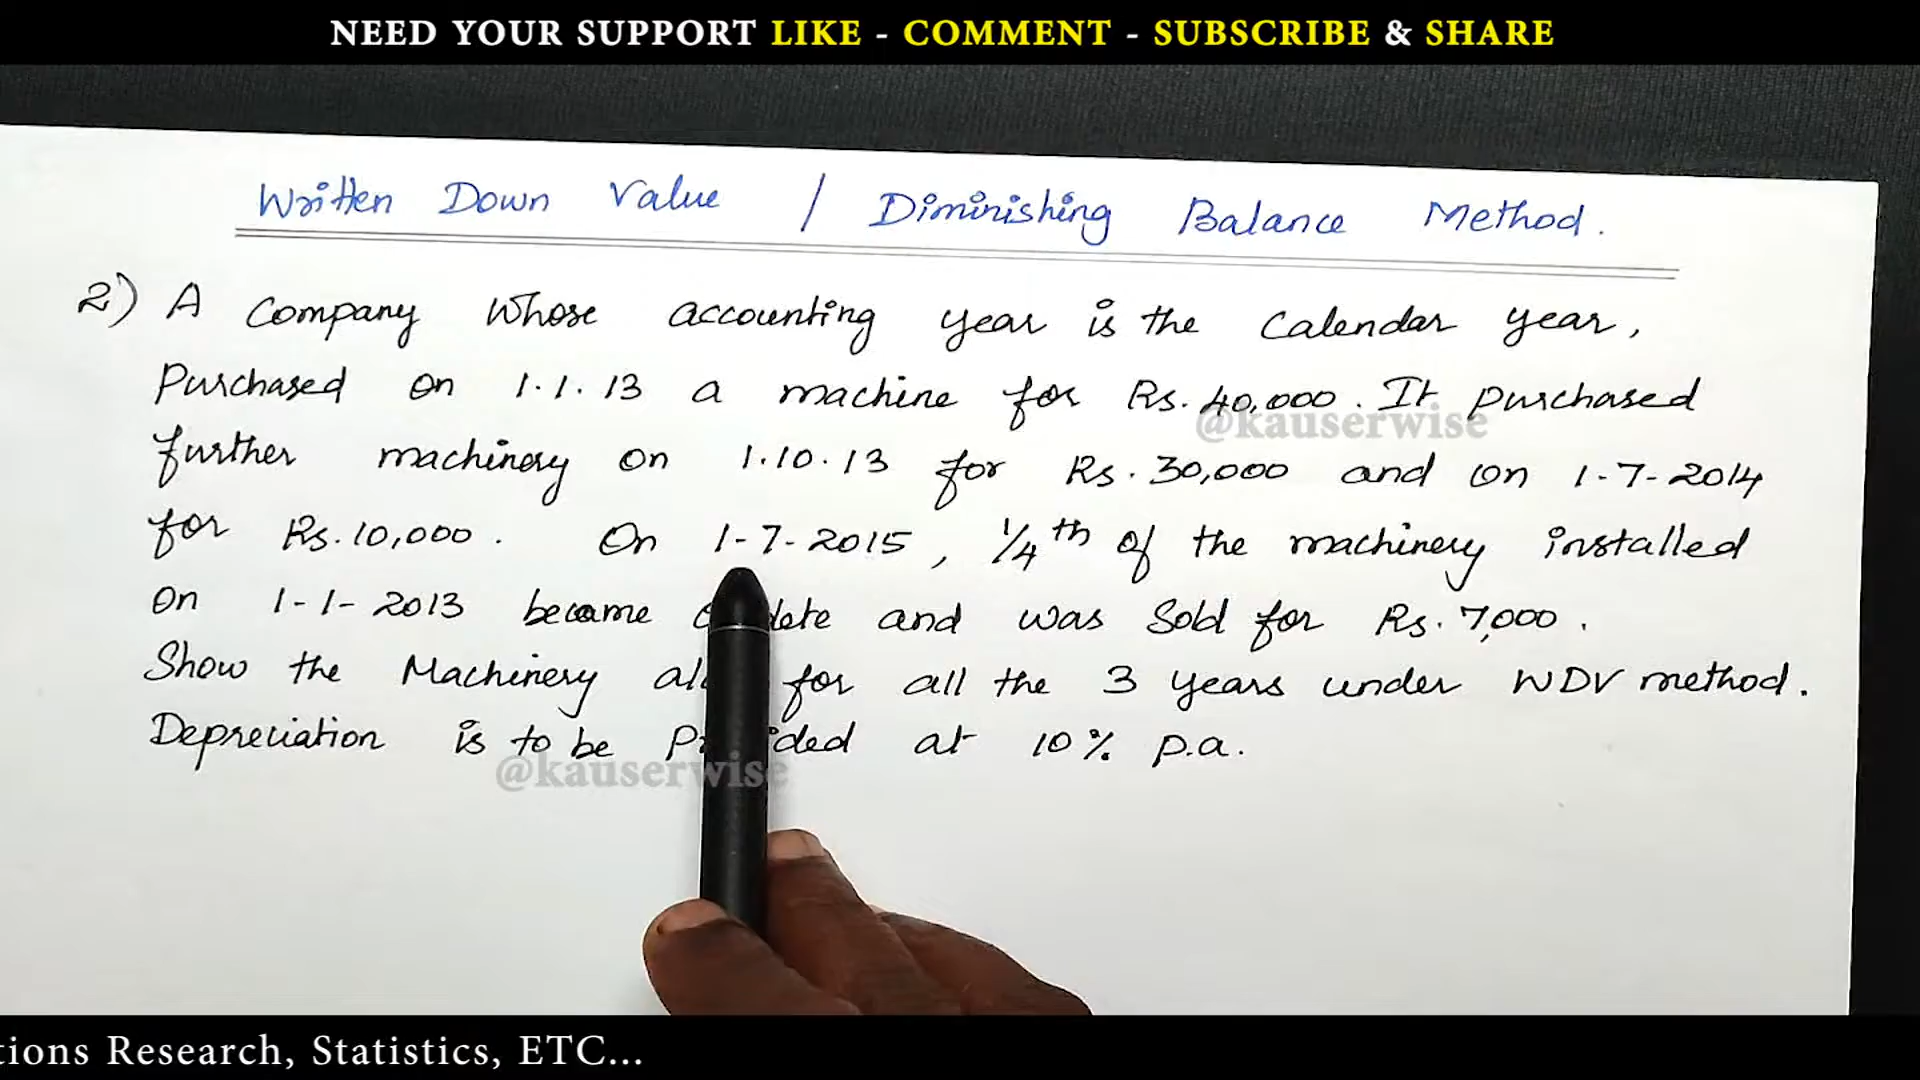 NEED YOUR SUPPORT LIKE - COMMENT - SUBSCRIBE & SHARE
Written Down Value / Diminishing Balance Method.
2) A Company Whose accounting year is the Calendar year,
Purchased on 1.1.13 a machine for Rs. 40,000. It purchased
@kauserwise
further machinery on 1.10.13 for Rs. 30,000 and on 1-7-2014
for Rs. 10,000. On 1-7-2015, 1/4th of the machinery installed
on 1-1-2013 became and was Sold for Rs. 7,000.
Show the Machinery for all the 3 years under WDV method.
Depreciation is to be at 10% p.a.
@kauserwise
Research, Statistics, ETC...